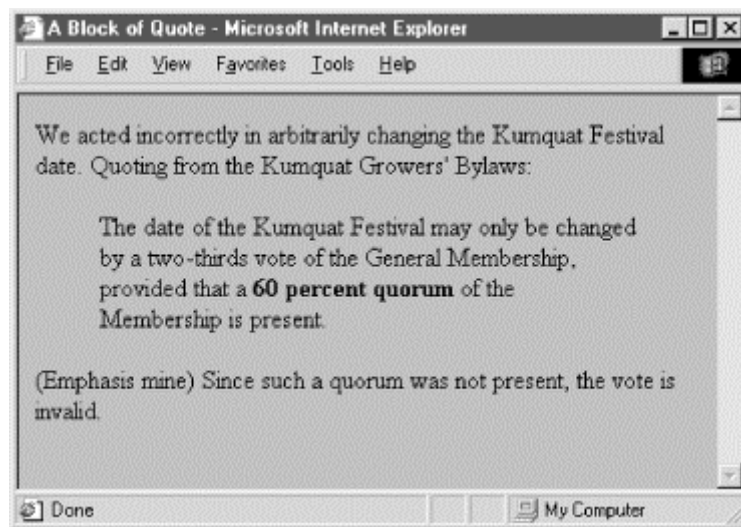 A Block of Quote - Microsoft Internet Explorer
File Edit View Favorites Tools Help
We acted incorrectly in arbitrarily changing the Kumquat Festival
date. Quoting from the Kumquat Growers' Bylaws:
The date of the Kumquat Festival may only be changed
by a two-thirds vote of the General Membership,
provided that a 60 percent quorum of the
Membership is present.
(Emphasis mine) Since such a quorum was not present, the vote is
invalid.
Done My Computer